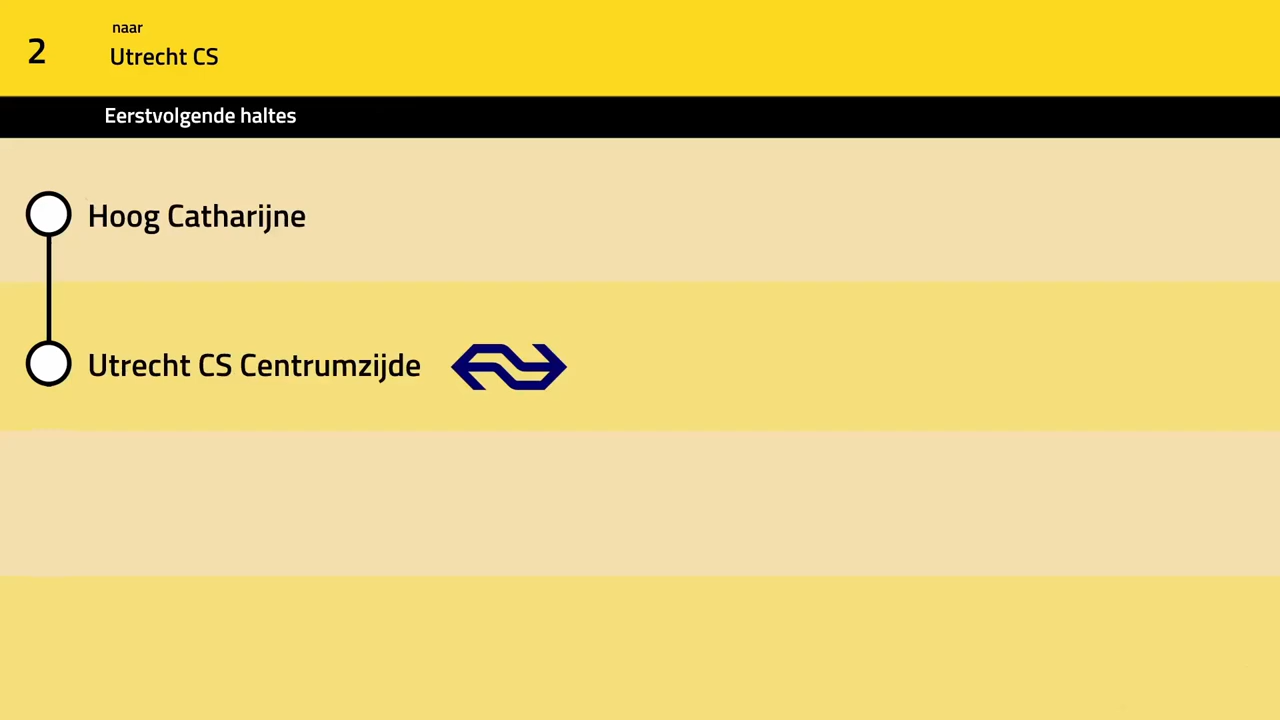 naar
2
Utrecht CS
Eerstvolgende haltes
Hoog Catharijne
Utrecht CS Centrumzijde